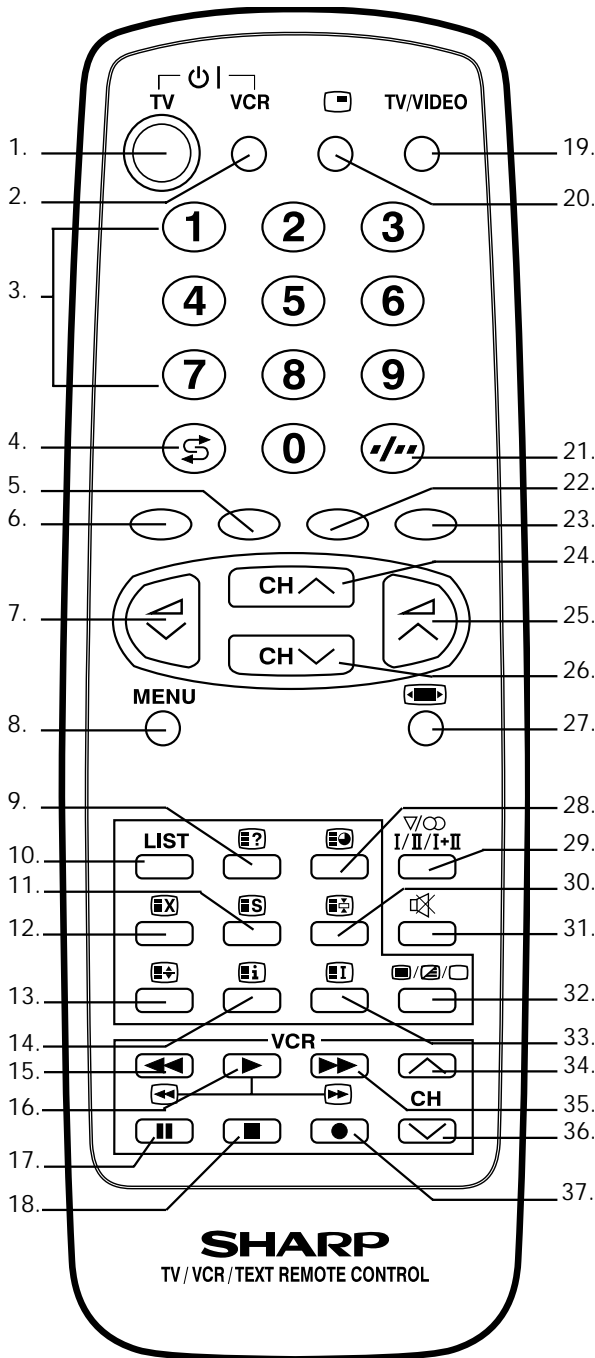 TV VCR TV/VIDEO
1. 19.
2. 20.
1 2 3
3.
4 5 6
7 8 9
4. 0 -/-- 21.
5. 22.
6. 23.
CH 24.
7. 25.
CH 26.
MENU
8. 27.
9. ? 28.
LIST I/II/I+II
10. 29.
11. 30.
X S
12. 31.
13. i I 32.
14. 33.
VCR
15. 34.
16. CH 35.
17. 36.
18. 37.
SHARP
TV / VCR / TEXT REMOTE CONTROL